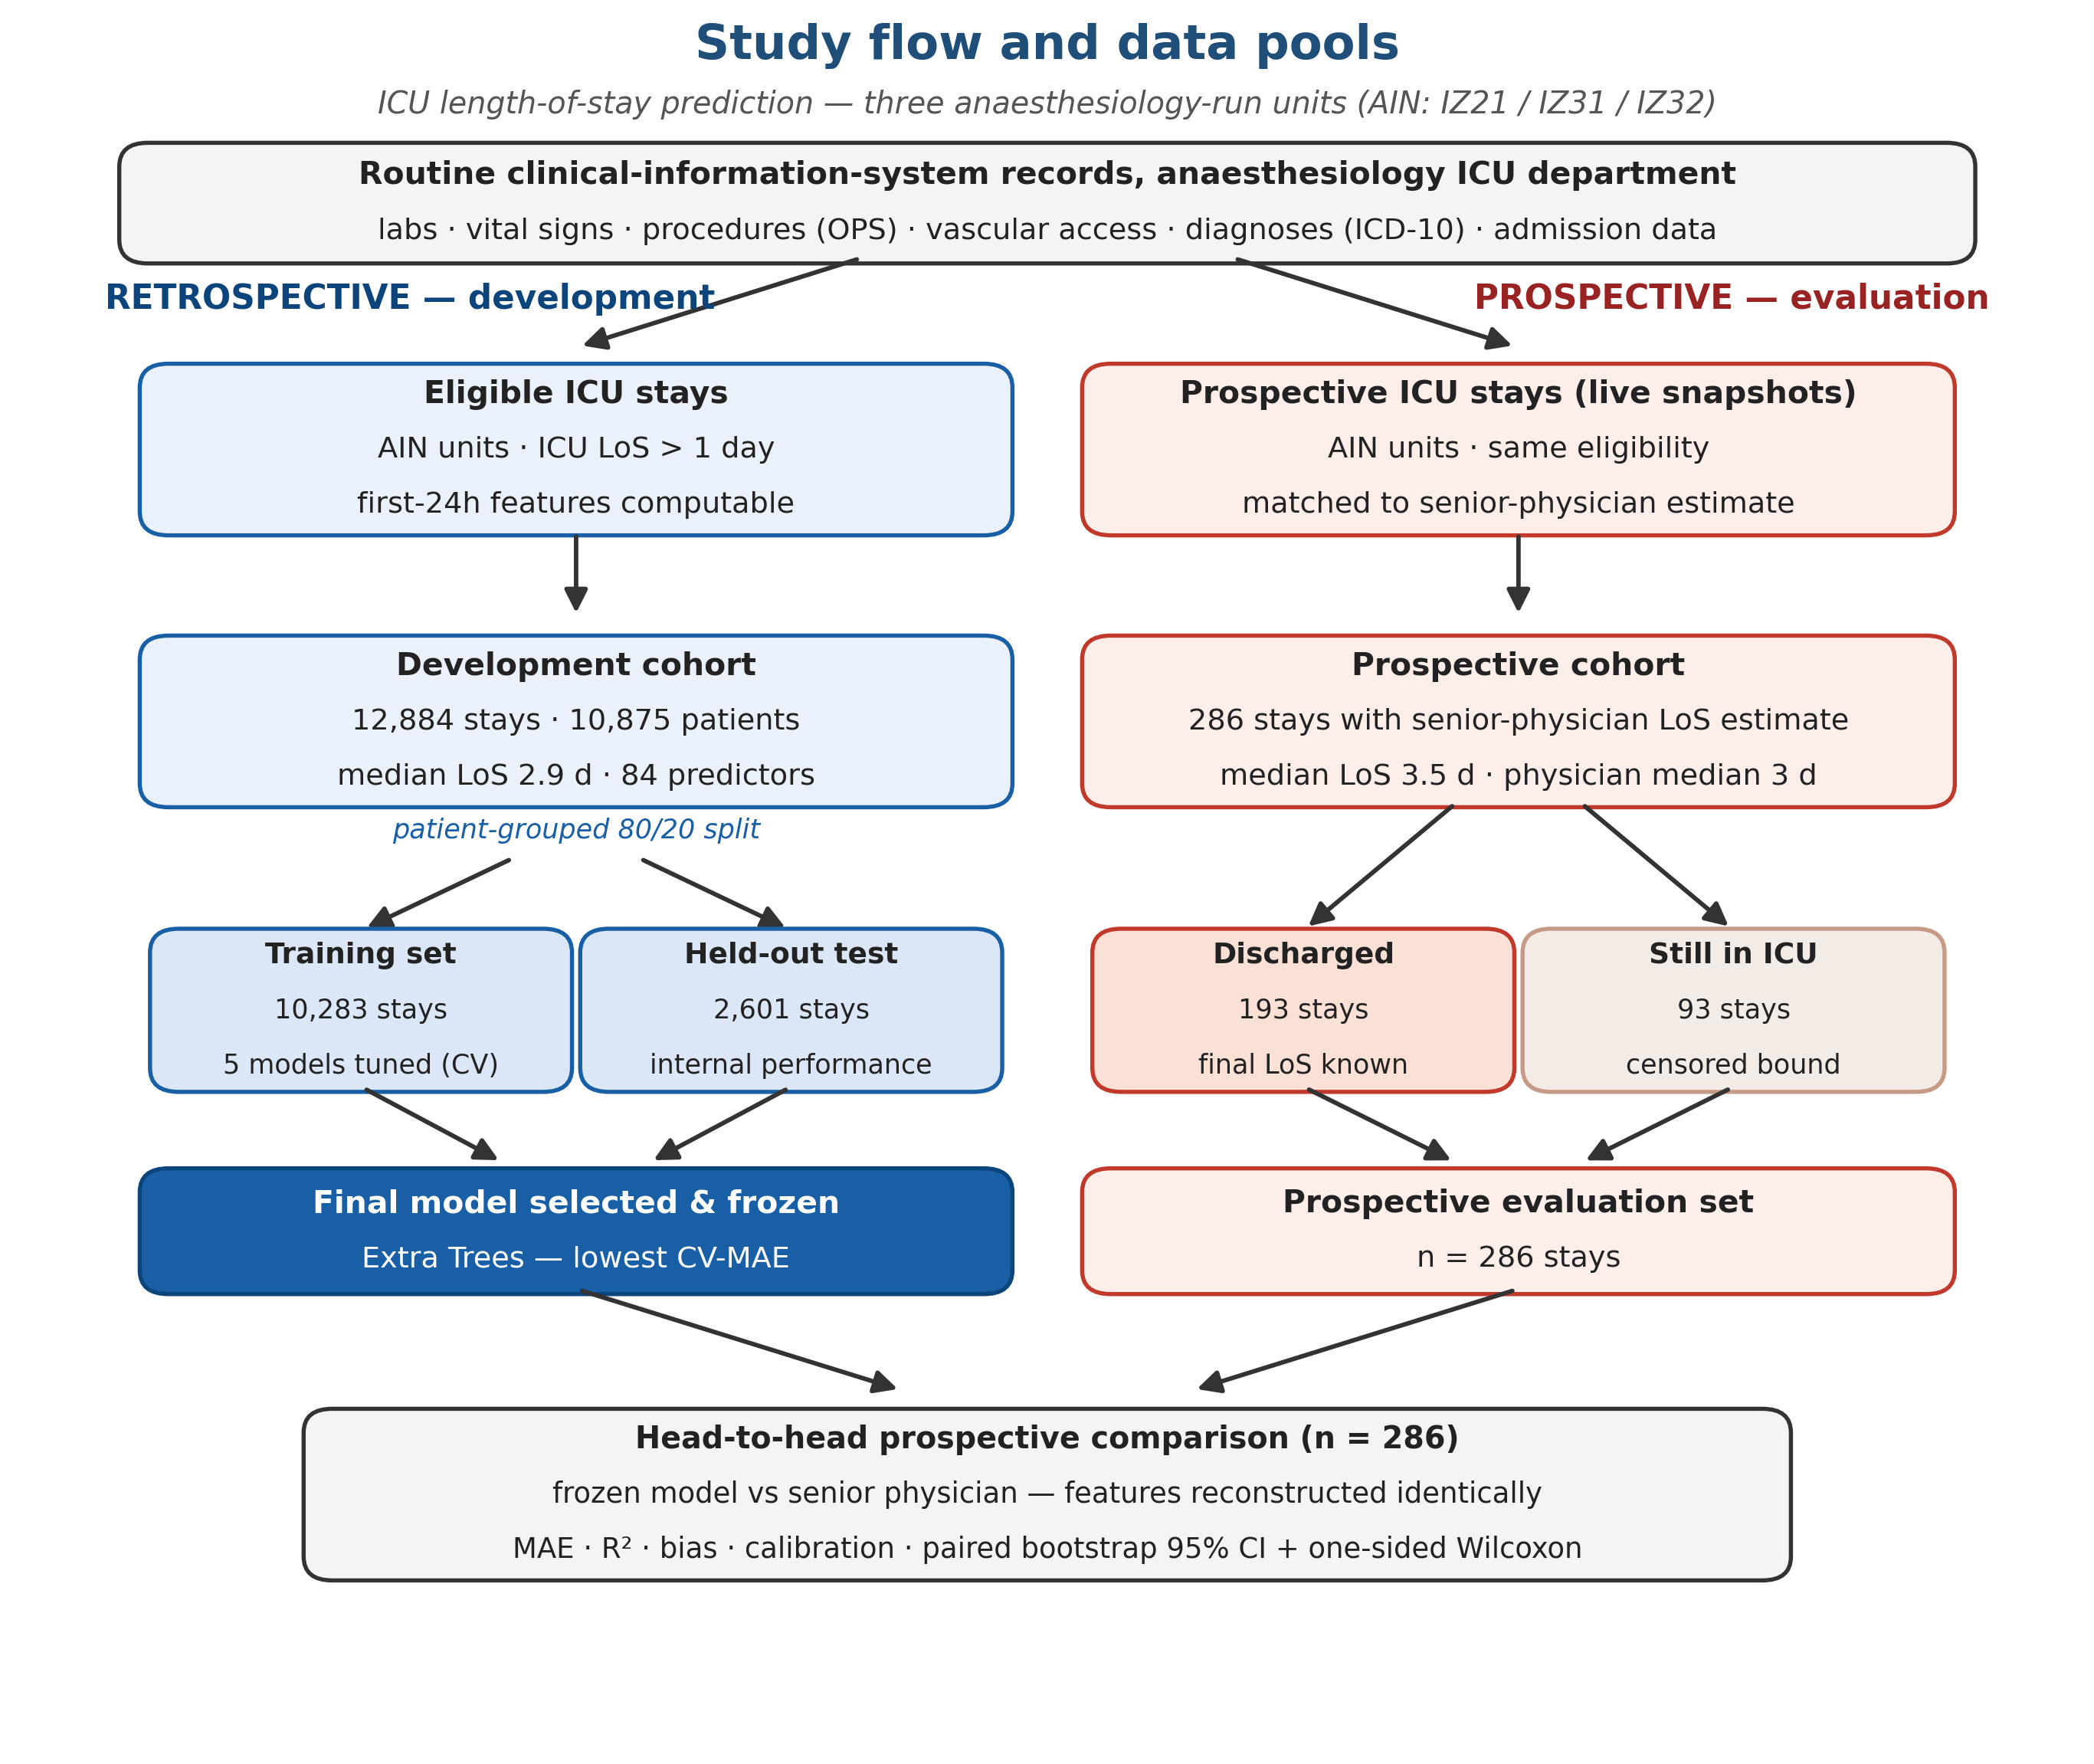 Study flow and data pools
ICU length-of-stay prediction — three anaesthesiology-run units (AIN: IZ21 / IZ31 / IZ32)
Routine clinical-information-system records, anaesthesiology ICU department
labs · vital signs · procedures (OPS) · vascular access · diagnoses (ICD-10) · admission data
RETROSPECTIVE — development
PROSPECTIVE — evaluation
Eligible ICU stays
AIN units · ICU LoS > 1 day
first-24h features computable
Prospective ICU stays (live snapshots)
AIN units · same eligibility
matched to senior-physician estimate
Development cohort
12,884 stays · 10,875 patients
median LoS 2.9 d · 84 predictors
Prospective cohort
286 stays with senior-physician LoS estimate
median LoS 3.5 d · physician median 3 d
patient-grouped 80/20 split
Training set
10,283 stays
5 models tuned (CV)
Held-out test
2,601 stays
internal performance
Discharged
193 stays
final LoS known
Still in ICU
93 stays
censored bound
Final model selected & frozen
Extra Trees — lowest CV-MAE
Prospective evaluation set
n = 286 stays
Head-to-head prospective comparison (n = 286)
frozen model vs senior physician — features reconstructed identically
MAE · R² · bias · calibration · paired bootstrap 95% CI + one-sided Wilcoxon